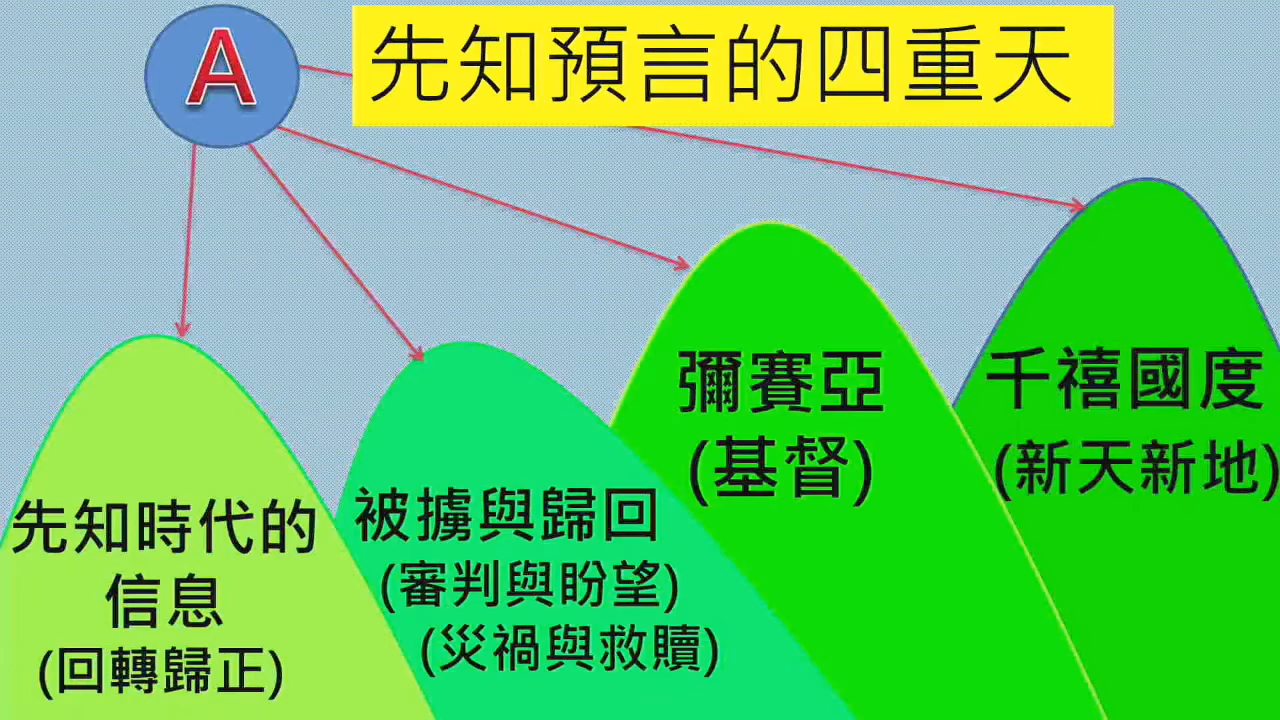 A
先知預言的四重天
先知時代的
信息
(回轉歸正)
被擄與歸回
(審判與盼望)
(災禍與救贖)
彌賽亞
(基督)
千禧國度
(新天新地)